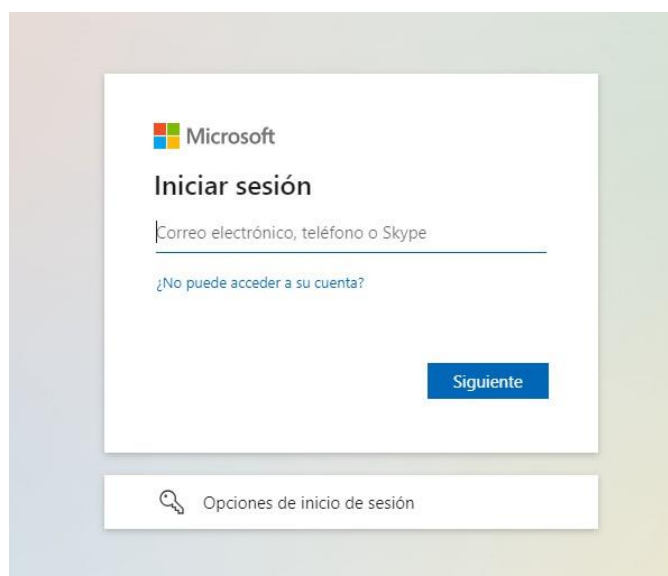 Microsoft
Iniciar sesión
Correo electrónico, teléfono o Skype
¿No puede acceder a su cuenta?
Siguiente
Opciones de inicio de sesión